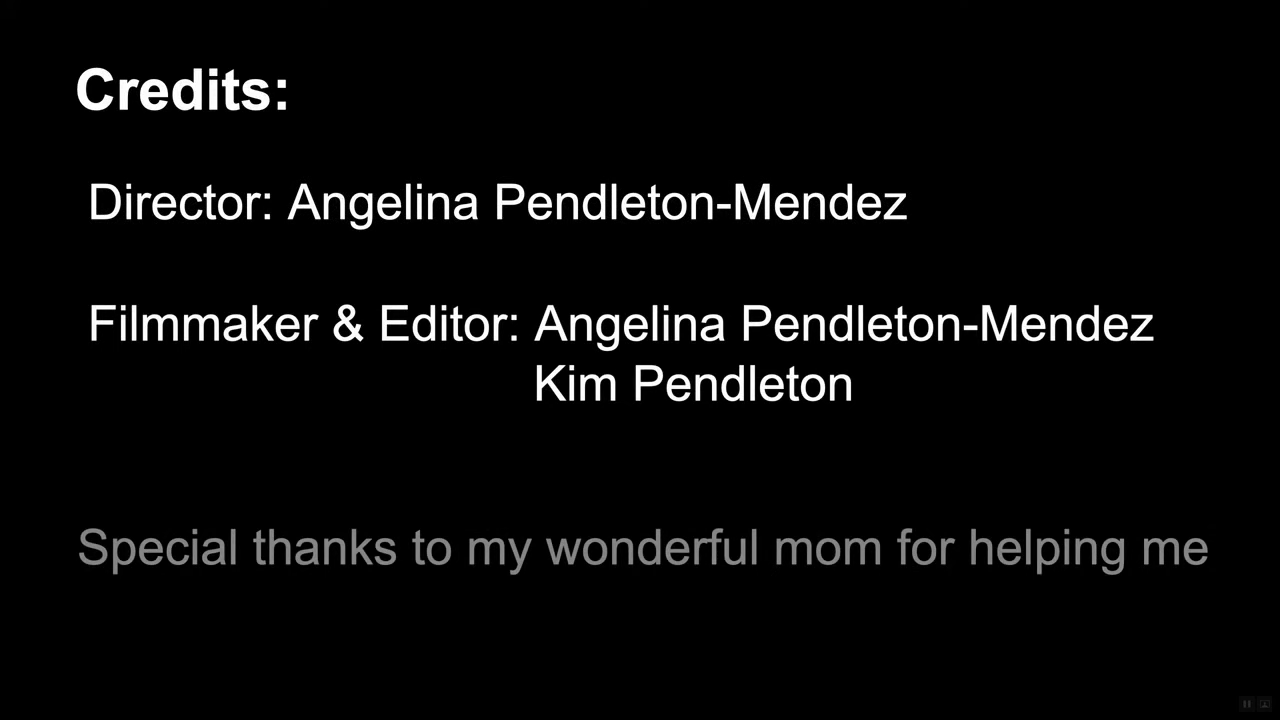 Credits:
Director: Angelina Pendleton-Mendez
Filmmaker & Editor: Angelina Pendleton-Mendez
Kim Pendleton
Special thanks to my wonderful mom for helping me